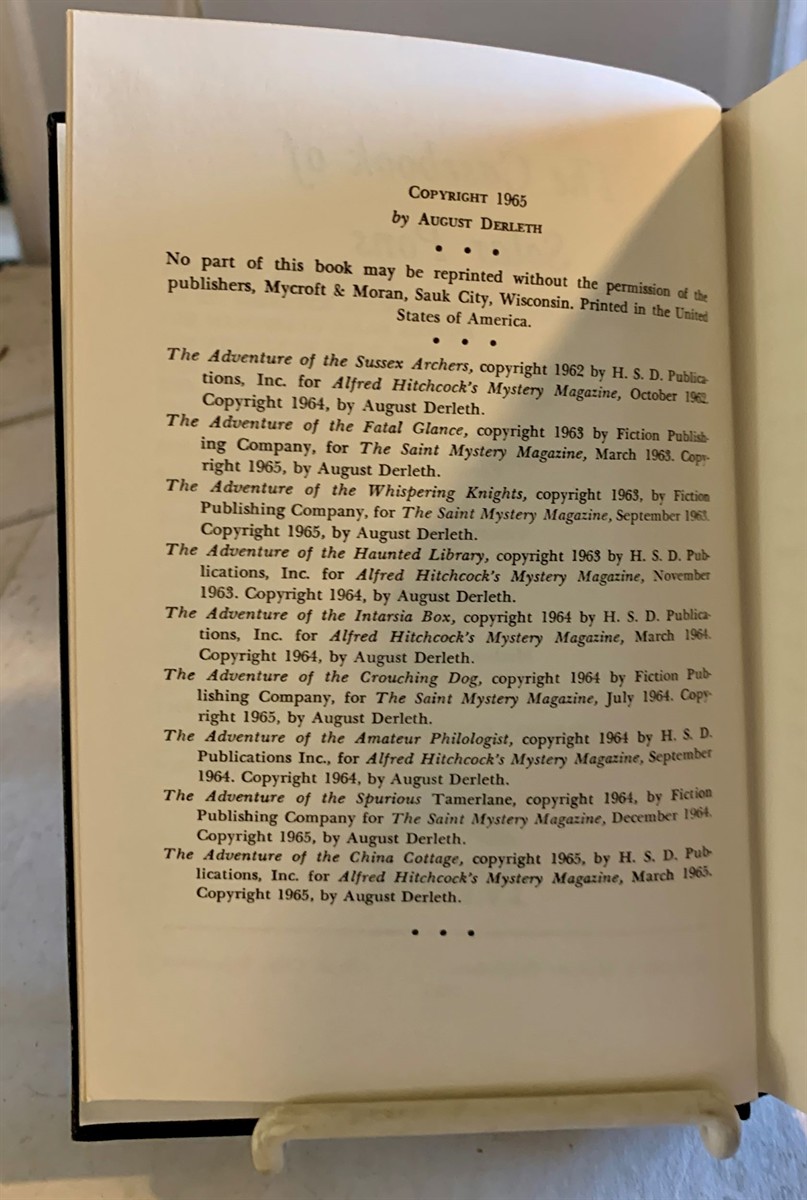 COPYRIGHT 1965
by AUGUST DERLETH
• • •
No part of this book may be reprinted without the permission of the
publishers, Mycroft & Moran, Sauk City, Wisconsin. Printed in the United
States of America.
• • •
The Adventure of the Sussex Archers, copyright 1962 by H. S. D. Publica-
tions, Inc. for Alfred Hitchcock's Mystery Magazine, October 1962.
Copyright 1964, by August Derleth.
The Adventure of the Fatal Glance, copyright 1963 by Fiction Publish-
ing Company, for The Saint Mystery Magazine, March 1963. Copy-
right 1965, by August Derleth.
The Adventure of the Whispering Knights, copyright 1963, by Fiction
Publishing Company, for The Saint Mystery Magazine, September 1963.
Copyright 1965, by August Derleth.
The Adventure of the Haunted Library, copyright 1963 by H. S. D. Pub-
lications, Inc. for Alfred Hitchcock's Mystery Magazine, November
1963. Copyright 1964, by August Derleth.
The Adventure of the Intarsia Box, copyright 1964 by H. S. D. Publica-
tions, Inc. for Alfred Hitchcock's Mystery Magazine, March 1964.
Copyright 1964, by August Derleth.
The Adventure of the Crouching Dog, copyright 1964 by Fiction Pub-
lishing Company, for The Saint Mystery Magazine, July 1964. Copy-
right 1965, by August Derleth.
The Adventure of the Amateur Philologist, copyright 1964 by H. S. D.
Publications Inc., for Alfred Hitchcock's Mystery Magazine, September
1964. Copyright 1964, by August Derleth.
The Adventure of the Spurious Tamerlane, copyright 1964, by Fiction
Publishing Company for The Saint Mystery Magazine, December 1964.
Copyright 1965, by August Derleth.
The Adventure of the China Cottage, copyright 1965, by H. S. D. Pub-
lications, Inc. for Alfred Hitchcock's Mystery Magazine, March 1965.
Copyright 1965, by August Derleth.
• • •